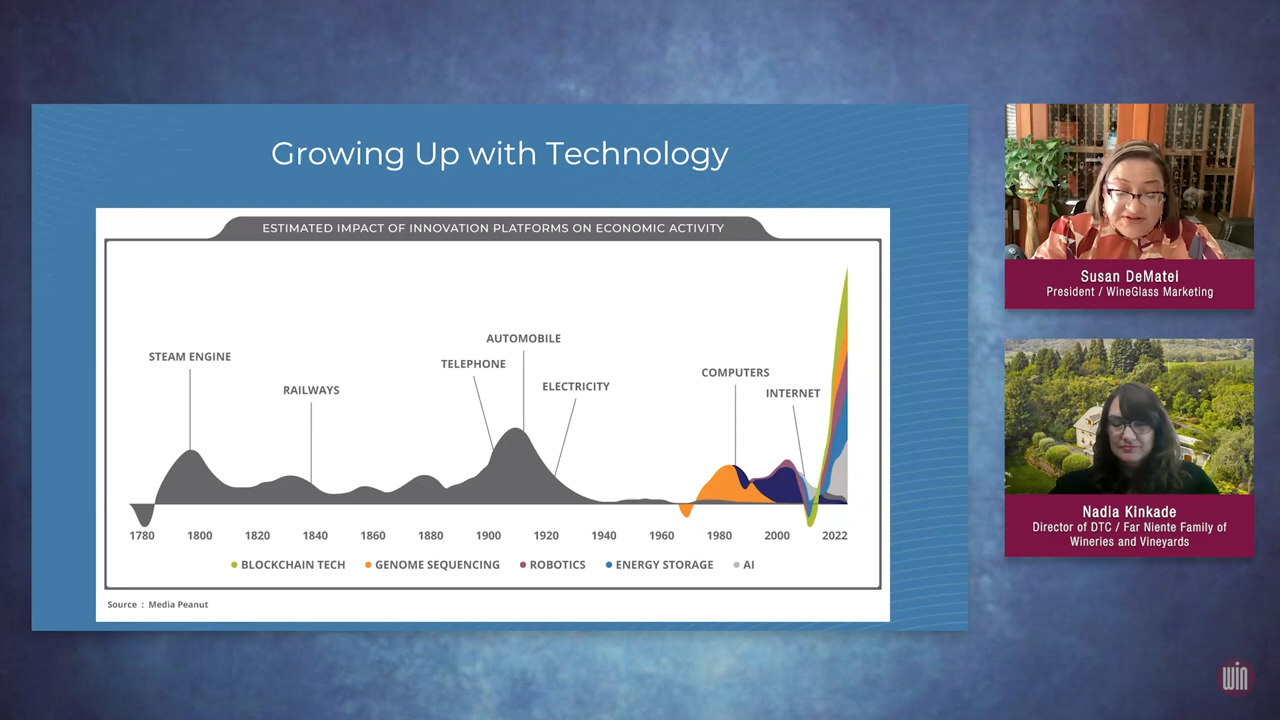 Growing Up with Technology
ESTIMATED IMPACT OF INNOVATION PLATFORMS ON ECONOMIC ACTIVITY
STEAM ENGINE
RAILWAYS
TELEPHONE
AUTOMOBILE
ELECTRICITY
COMPUTERS
INTERNET
1780 1800 1820 1840 1860 1880 1900 1920 1940 1960 1980 2000 2022
BLOCKCHAIN TECH GENOME SEQUENCING ROBOTICS ENERGY STORAGE AI
Source : Media Peanut
Susan DeMatei
President / WineGlass Marketing
Nadia Kinkade
Director of DTC / Far Niente Family of
Wineries and Vineyards
win